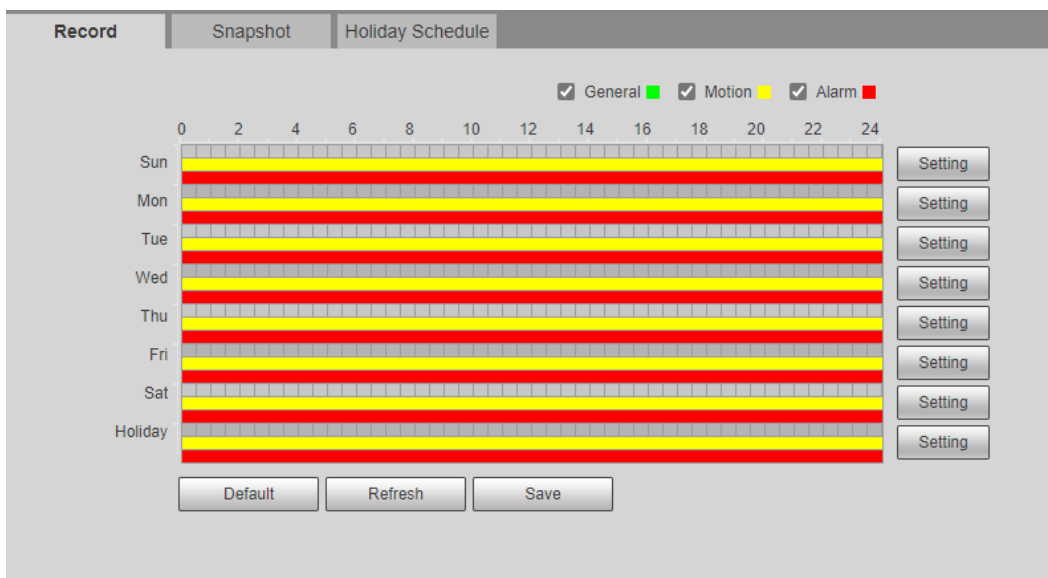 Record Snapshot Holiday Schedule
General Motion Alarm
0 2 4 6 8 10 12 14 16 18 20 22 24
Sun Setting
Mon Setting
Tue Setting
Wed Setting
Thu Setting
Fri Setting
Sat Setting
Holiday Setting
Default Refresh Save